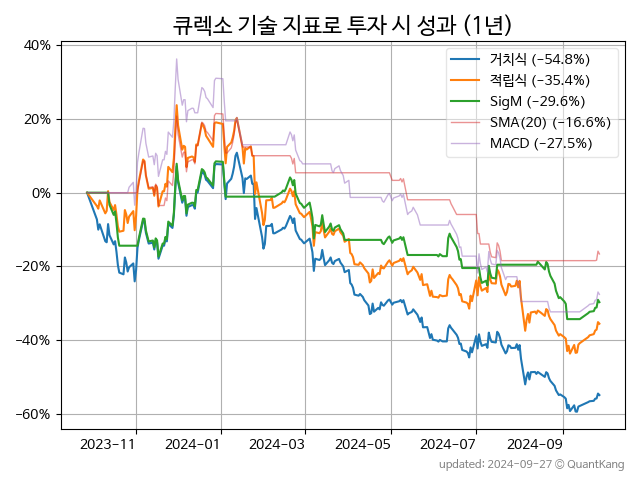 큐렉소 기술 지표로 투자 시 성과 (1년)
거치식 (−54.8%)
적립식 (−35.4%)
SigM (−29.6%)
SMA(20) (−16.6%)
MACD (−27.5%)
40%
20%
0%
−20%
−40%
−60%
2023-11 2024-01 2024-03 2024-05 2024-07 2024-09
updated: 2024-09-27 © QuantKang